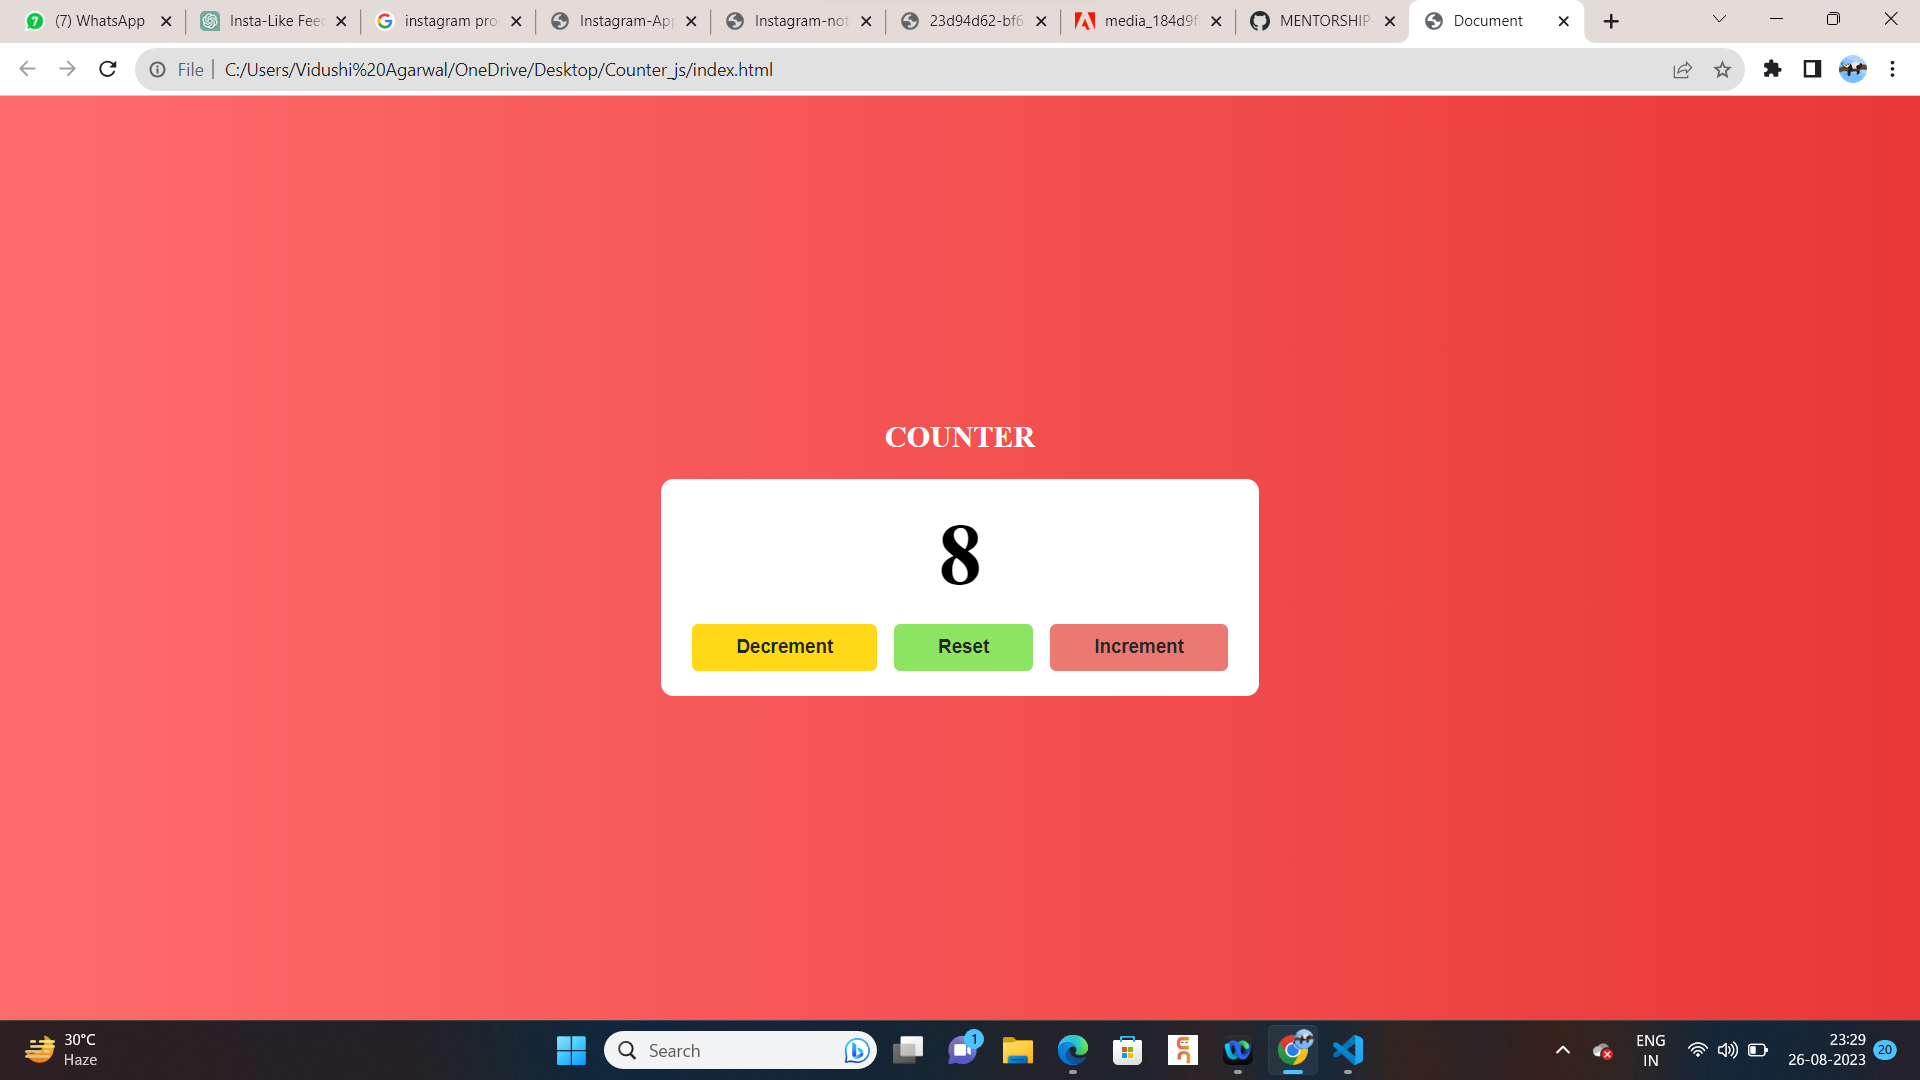 (7) WhatsApp
Insta-Like Feed
instagram pro
Instagram-App
Instagram-not
23d94d62-bf6
media_184d9f
MENTORSHIP
Document
File
C:/Users/Vidushi%20Agarwal/OneDrive/Desktop/Counter_js/index.html
COUNTER
8
Decrement
Reset
Increment
30°C
Haze
Search
1
ENG
IN
23:29
26-08-2023
20